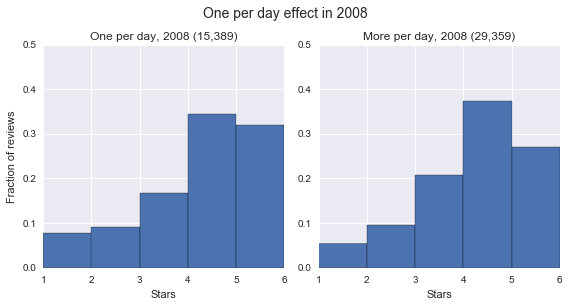 One per day effect in 2008
One per day, 2008 (15,389)
More per day, 2008 (29,359)
Fraction of reviews
0.5
0.4
0.3
0.2
0.1
0.0
1 2 3 4 5 6
Stars
0.5
0.4
0.3
0.2
0.1
0.0
1 2 3 4 5 6
Stars